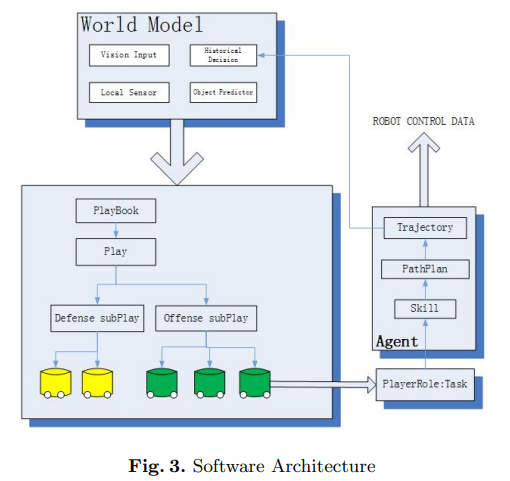 World Model
Vision Input
Historical
Decision
Local Sensor
Object Predictor
ROBOT CONTROL DATA
PlayBook
Play
Defense subPlay
Offense subPlay
Trajectory
PathPlan
Skill
Agent
PlayerRole:Task
Fig. 3. Software Architecture